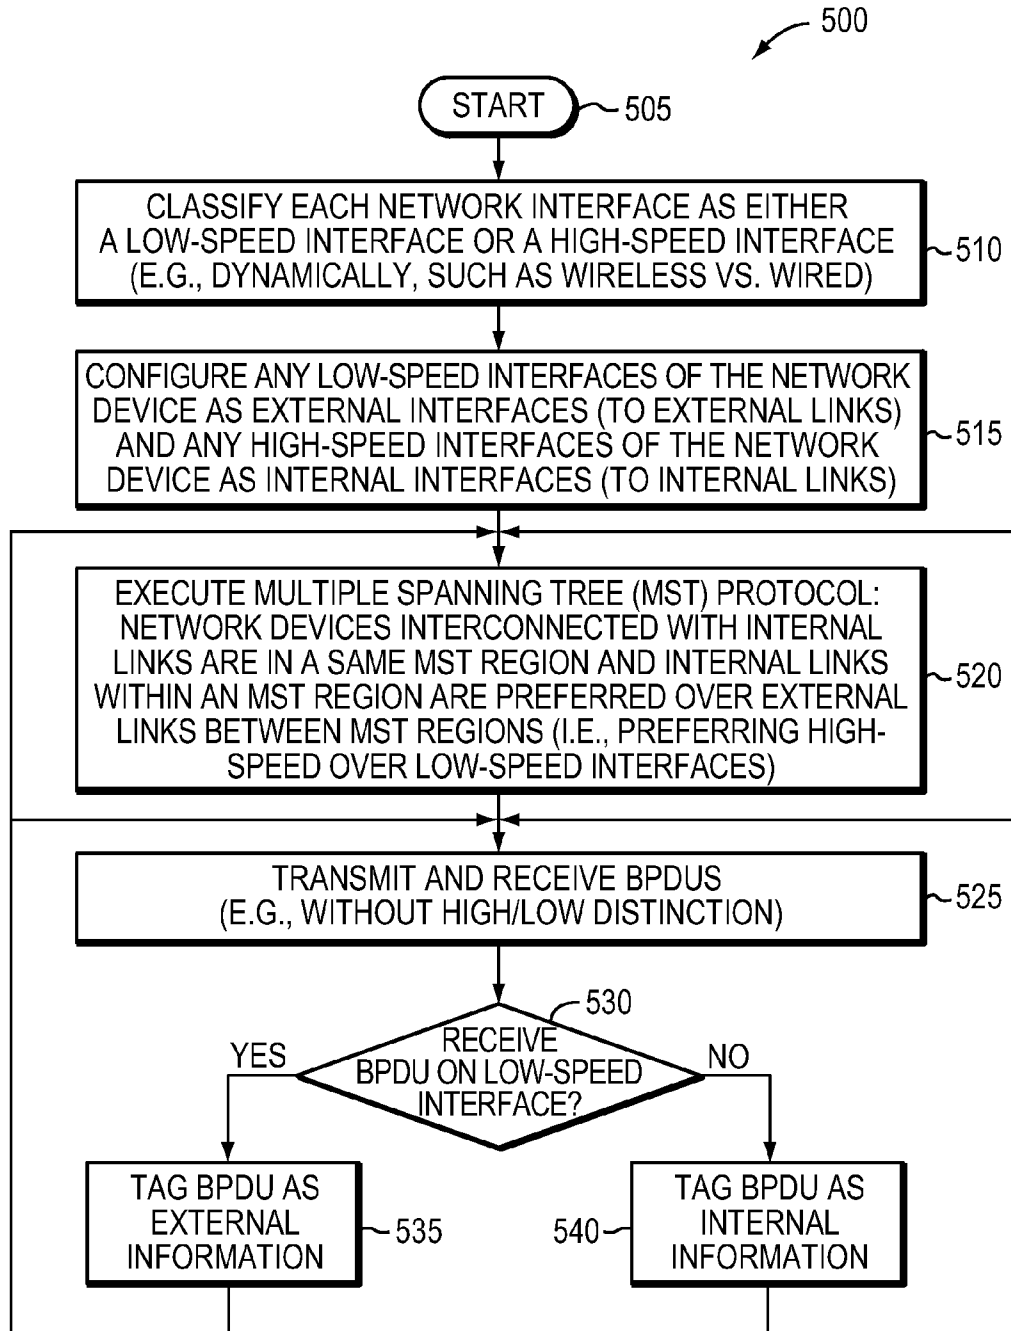 500
START
505
CLASSIFY EACH NETWORK INTERFACE AS EITHER
A LOW-SPEED INTERFACE OR A HIGH-SPEED INTERFACE
(E.G., DYNAMICALLY, SUCH AS WIRELESS VS. WIRED)
510
CONFIGURE ANY LOW-SPEED INTERFACES OF THE NETWORK
DEVICE AS EXTERNAL INTERFACES (TO EXTERNAL LINKS)
AND ANY HIGH-SPEED INTERFACES OF THE NETWORK
DEVICE AS INTERNAL INTERFACES (TO INTERNAL LINKS)
515
EXECUTE MULTIPLE SPANNING TREE (MST) PROTOCOL:
NETWORK DEVICES INTERCONNECTED WITH INTERNAL
LINKS ARE IN A SAME MST REGION AND INTERNAL LINKS
WITHIN AN MST REGION ARE PREFERRED OVER EXTERNAL
LINKS BETWEEN MST REGIONS (I.E., PREFERRING HIGH-
SPEED OVER LOW-SPEED INTERFACES)
520
TRANSMIT AND RECEIVE BPDUS
(E.G., WITHOUT HIGH/LOW DISTINCTION)
525
530
RECEIVE
BPDU ON LOW-SPEED
INTERFACE?
YES
NO
TAG BPDU AS
EXTERNAL
INFORMATION
535
TAG BPDU AS
INTERNAL
INFORMATION
540